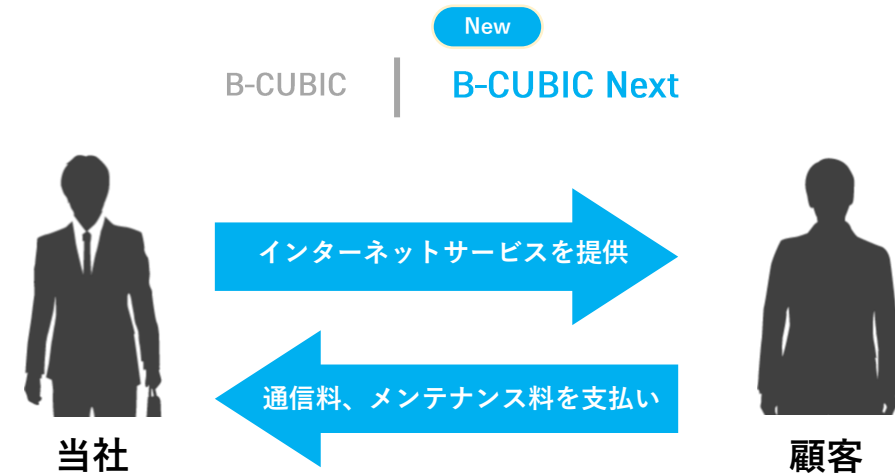 New
B-CUBIC
B-CUBIC Next
インターネットサービスを提供
通信料、メンテナンス料を支払い
当社
顧客